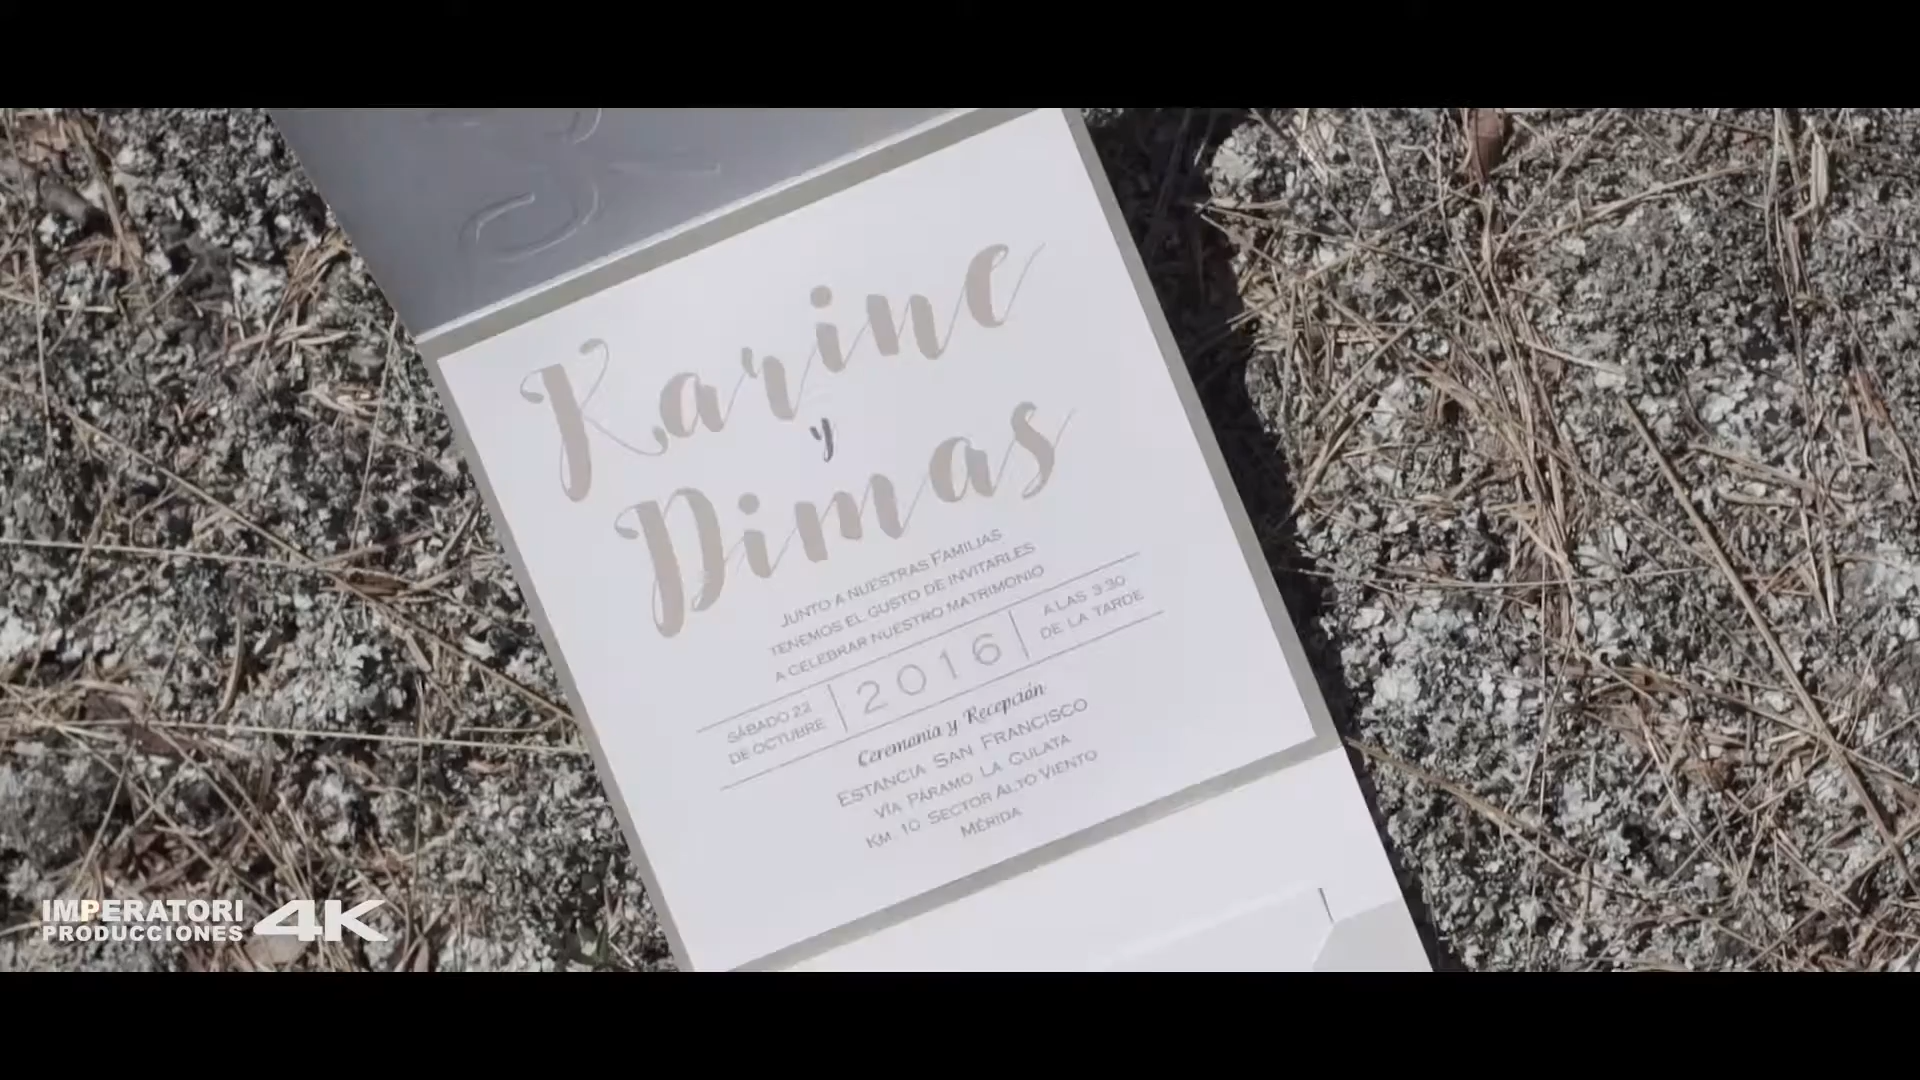 Karine
y
Dimas
JUNTO A NUESTRAS FAMILIAS
TENEMOS EL GUSTO DE INVITARLES
A CELEBRAR NUESTRO MATRIMONIO
SÁBADO 22
DE OCTUBRE
2016
A LAS 3:30
DE LA TARDE
Ceremonia y Recepción
ESTANCIA SAN FRANCISCO
VÍA PÁRAMO LA CULATA
KM. 10 SECTOR ALTO VIENTO
MÉRIDA
IMPERATORI
PRODUCCIONES
4K